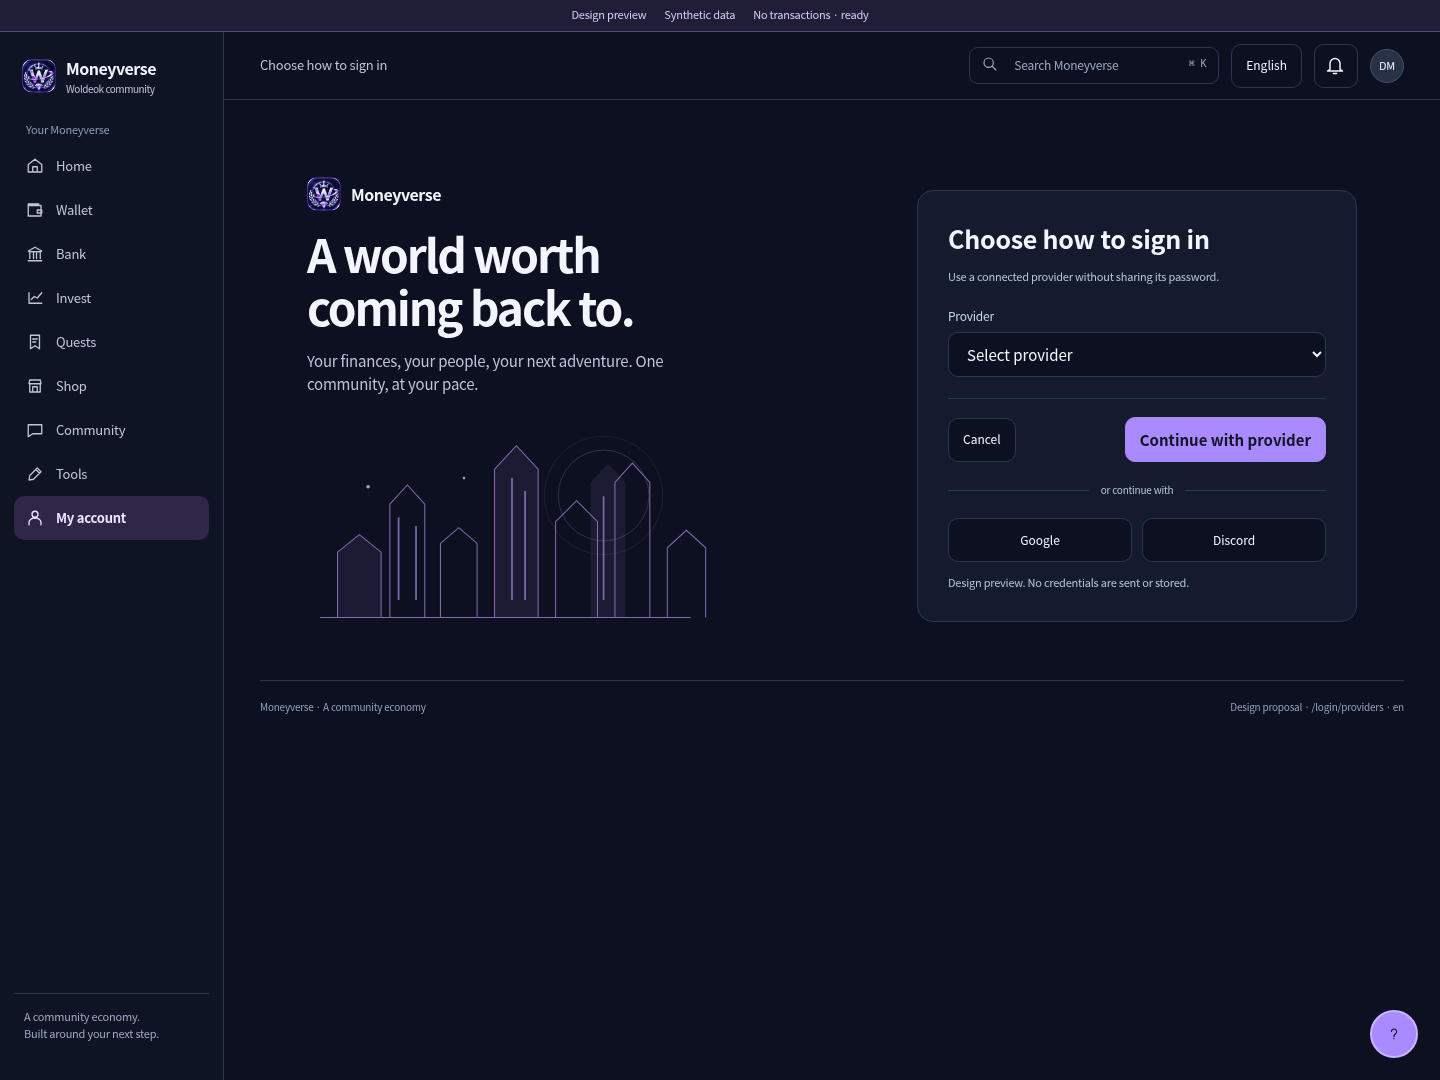 Design preview Synthetic data No transactions · ready
Moneyverse
Woldeok community
Your Moneyverse
Home
Wallet
Bank
Invest
Quests
Shop
Community
Tools
My account
A community economy.
Built around your next step.
Choose how to sign in
Search Moneyverse ⌘ K
English
DM
W
Moneyverse
A world worth
coming back to.
Your finances, your people, your next adventure. One
community, at your pace.
Choose how to sign in
Use a connected provider without sharing its password.
Provider
Select provider
Cancel
Continue with provider
or continue with
Google
Discord
Design preview. No credentials are sent or stored.
Moneyverse · A community economy
Design proposal · /login/providers · en
?